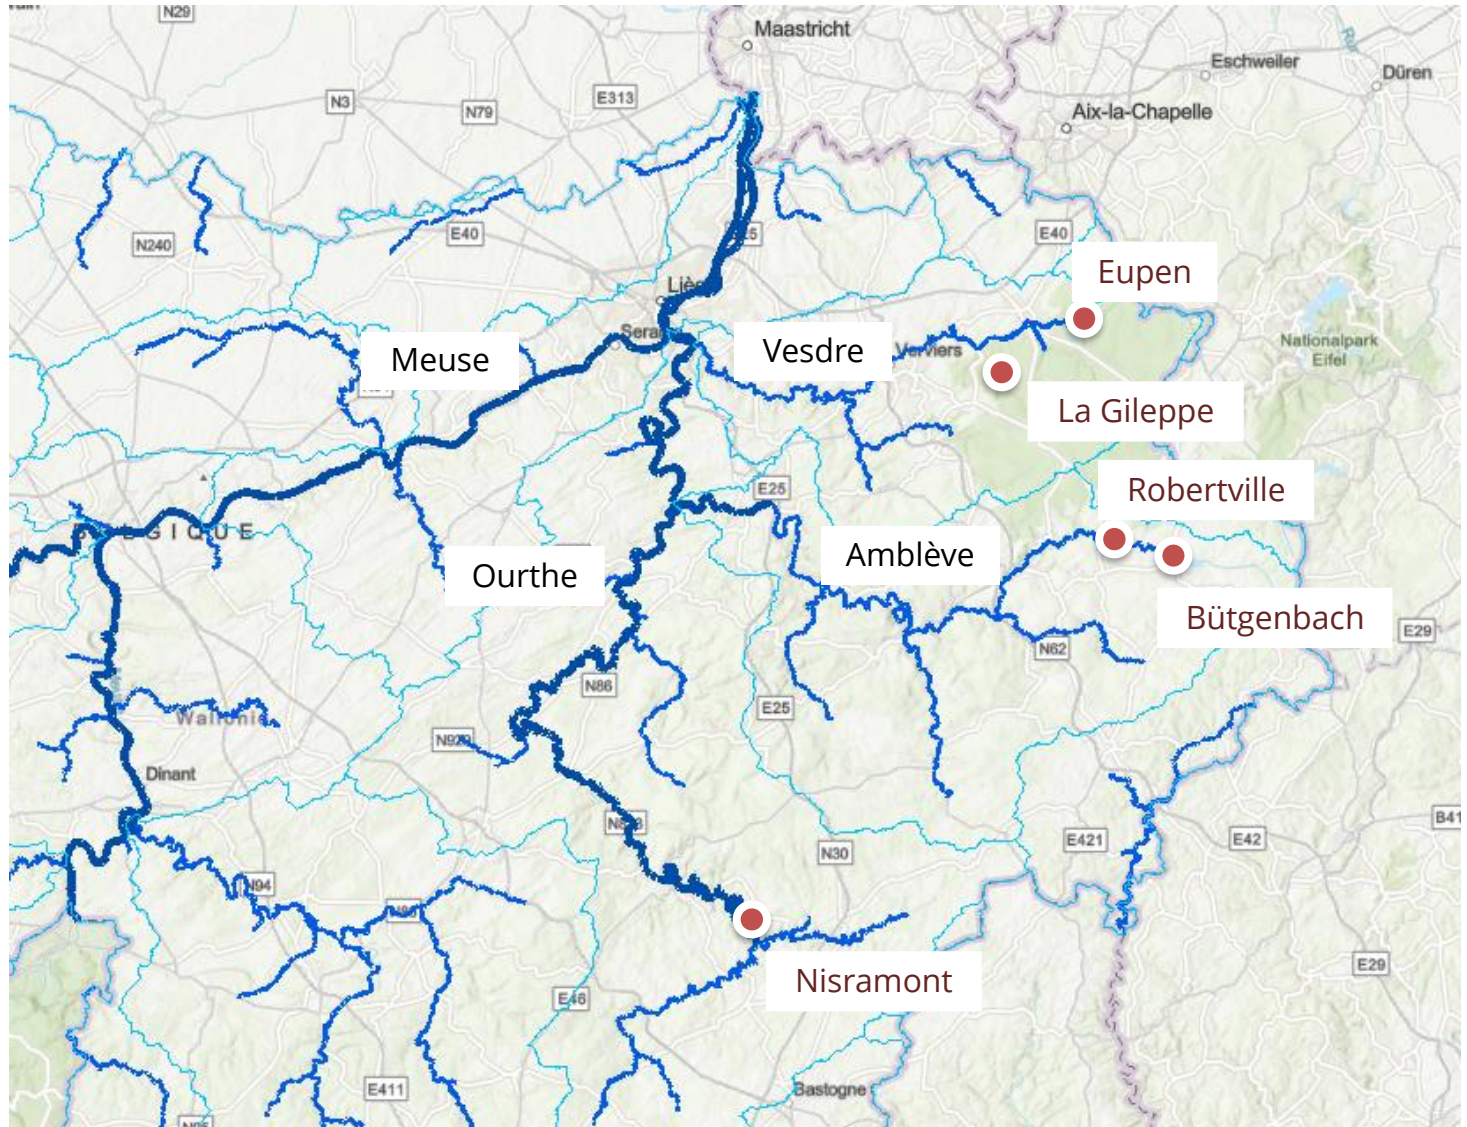 N29
Maastricht
Eschweiler
Rur
Düren
N3
N79
E313
Aix-la-Chapelle
N240
E40
E40
Eupen
Meuse
Vesdre
Verviers
Nationalpark
Eifel
La Gileppe
E25
Robertville
BELGIQUE
Ourthe
Amblève
Bütgenbach
E29
N62
N86
E25
Wallonie
Dinant
N30
E421
E42
B41
N94
E29
Nisramont
E46
E411
Bastogne